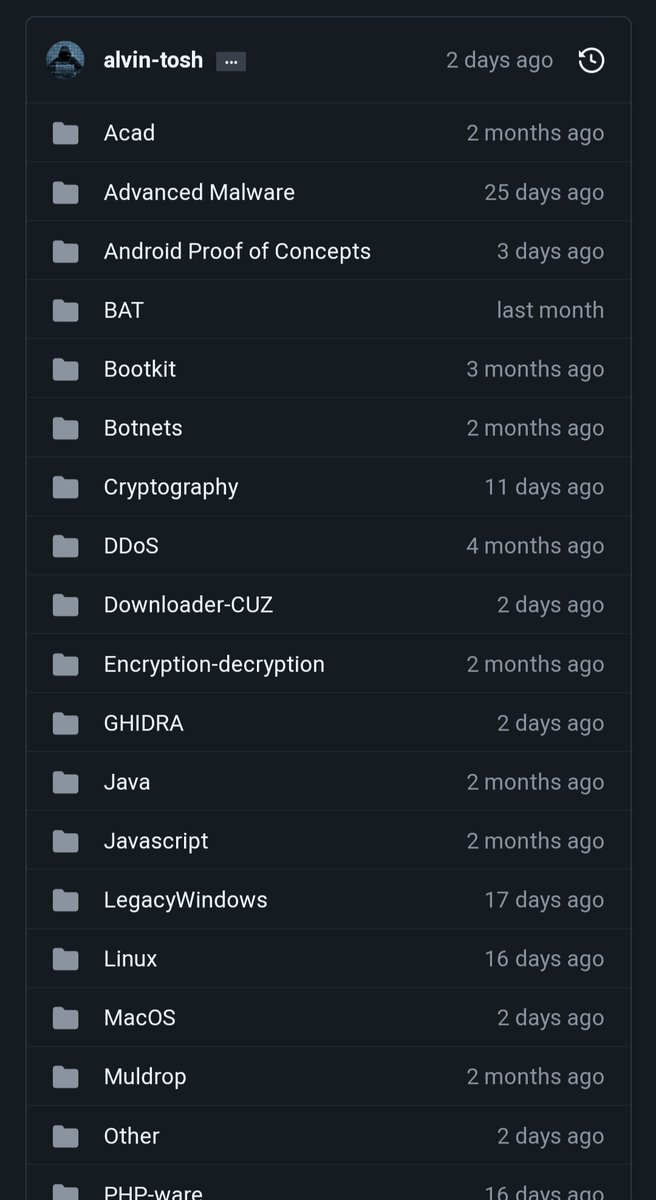 alvin-tosh ... 2 days ago
Acad 2 months ago
Advanced Malware 25 days ago
Android Proof of Concepts 3 days ago
BAT last month
Bootkit 3 months ago
Botnets 2 months ago
Cryptography 11 days ago
DDoS 4 months ago
Downloader-CUZ 2 days ago
Encryption-decryption 2 months ago
GHIDRA 2 days ago
Java 2 months ago
Javascript 2 months ago
LegacyWindows 17 days ago
Linux 16 days ago
MacOS 2 days ago
Muldrop 2 months ago
Other 2 days ago
PHP-ware 16 days ago